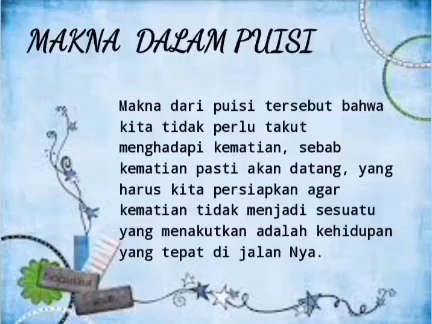 MAKNA DALAM PUISI
Makna dari puisi tersebut bahwa
kita tidak perlu takut
menghadapi kematian, sebab
kematian pasti akan datang, yang
harus kita persiapkan agar
kematian tidak menjadi sesuatu
yang menakutkan adalah kehidupan
yang tepat di jalan Nya.